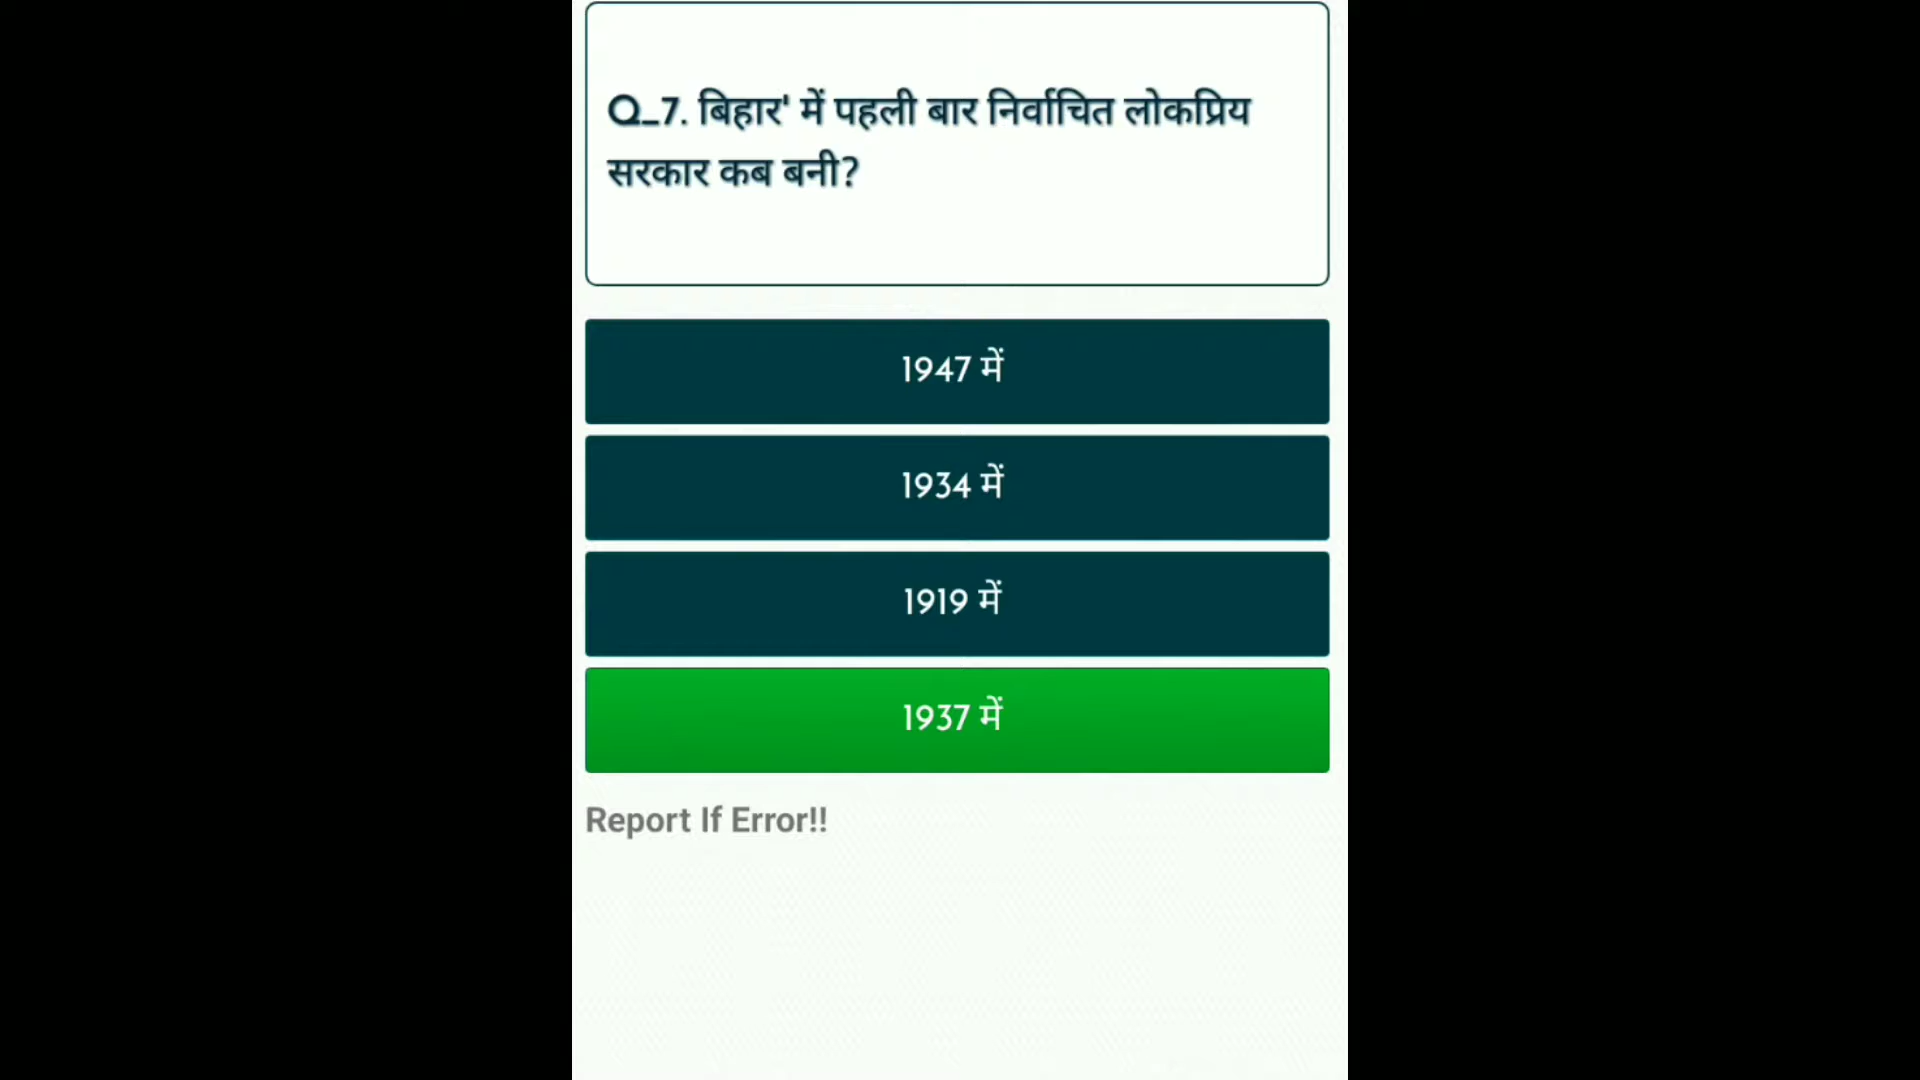 Q_7. बिहार' में पहली बार निर्वाचित लोकप्रिय
सरकार कब बनी?
1947 में
1934 में
1919 में
1937 में
Report If Error!!